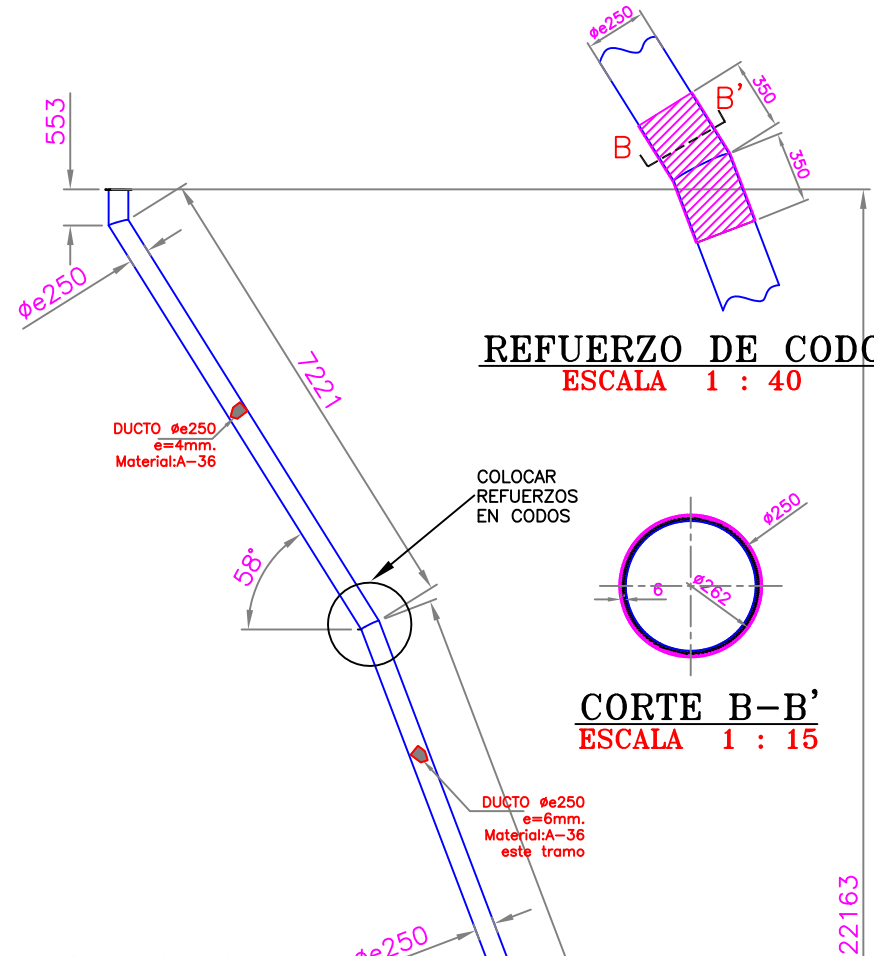 Øe250
350
B'
B
350
553
Øe250
7221
REFUERZO DE CODO
ESCALA 1 : 40
DUCTO Øe250
e=4mm.
Material:A-36
COLOCAR
REFUERZOS
EN CODOS
58°
Ø250
6
Ø262
CORTE B-B'
ESCALA 1 : 15
DUCTO Øe250
e=6mm.
Material:A-36
este tramo
22163
Øe250